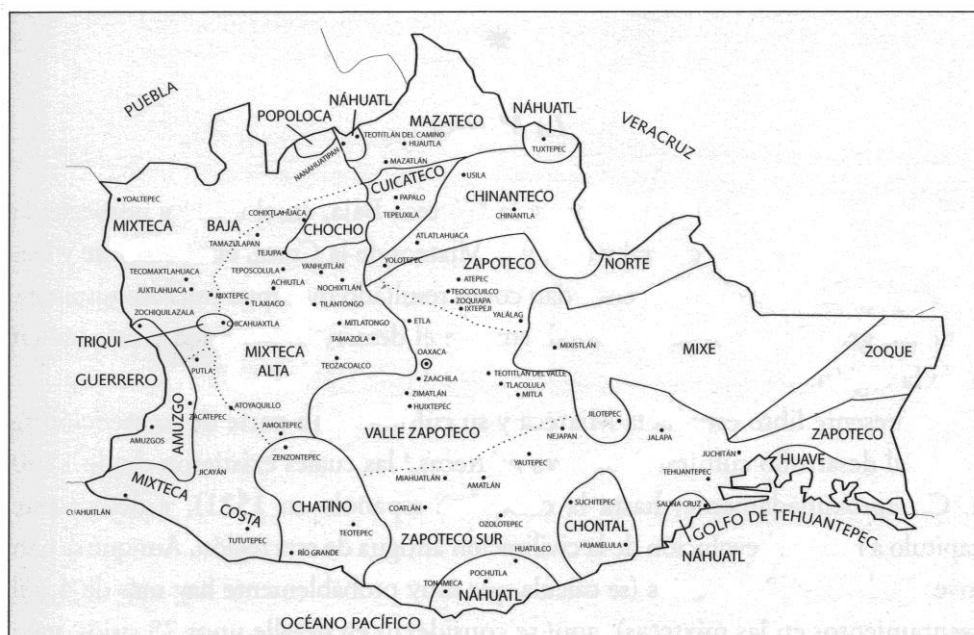 PUEBLA
VERACRUZ
POPOLOCA
NÁHUATL
MAZATECO
NÁHUATL
TEOTITLÁN DEL CAMINO
HUAUTLA
NANAHUATIPAN
MAZATLÁN
TUXTEPEC
CUICATECO
USILA
CHINANTECO
YOALTEPEC
PAPALO
TEPEUXILA
CHINANTLA
MIXTECA
BAJA
COHIXTLAHUACA
CHOCHO
TAMAZULAPAN
TEJUPA
ATLATLAHUACA
YOLOTEPEC
ZAPOTECO
NORTE
TECOMAXTLAHUACA
TEPOSCOLULA
YANHUITLÁN
ACHIUTLA
NOCHIXTLÁN
ATEPEC
TEOCOCUILCO
ZOQUIAPA
IXTEPEJI
JUXTLAHUACA
MIXTEPEC
TLAXIACO
TILANTONGO
ZOCHIQUILAZALA
CHICAHUAXTLA
MITLATONGO
ETLA
YALÁLAG
TRIQUI
TAMAZOLA
MIXTECA
ALTA
TEOZACOALCO
OAXACA
MIXISTLÁN
MIXE
ZOQUE
GUERRERO
PUTLA
ZAACHILA
TEOTITLÁN DEL VALLE
TLACOLULA
MITLA
AMUZGO
ZIMATLÁN
HUIXTEPEC
ZACATEPEC
ATOYAQUILLO
AMOLTEPEC
VALLE ZAPOTECO
NEJAPAN
JILOTEPEC
JALAPA
ZAPOTECO
AMUZGOS
ZENZONTEPEC
YAUTEPEC
JUCHITÁN
HUAVE
JICAYÁN
MIAHUATLÁN
AMATLÁN
TEHUANTEPEC
MIXTECA
COSTA
CHATINO
COATLÁN
SUCHITEPEC
SALINA CRUZ
TUTUTEPEC
TEOTEPEC
OZOLOTEPEC
ZAPOTECO SUR
CHONTAL
GOLFO DE TEHUANTEPEC
RÍO GRANDE
HUATULCO
HUAMELULA
NÁHUATL
POCHUTLA
TONAMECA
NÁHUATL
OCÉANO PACÍFICO